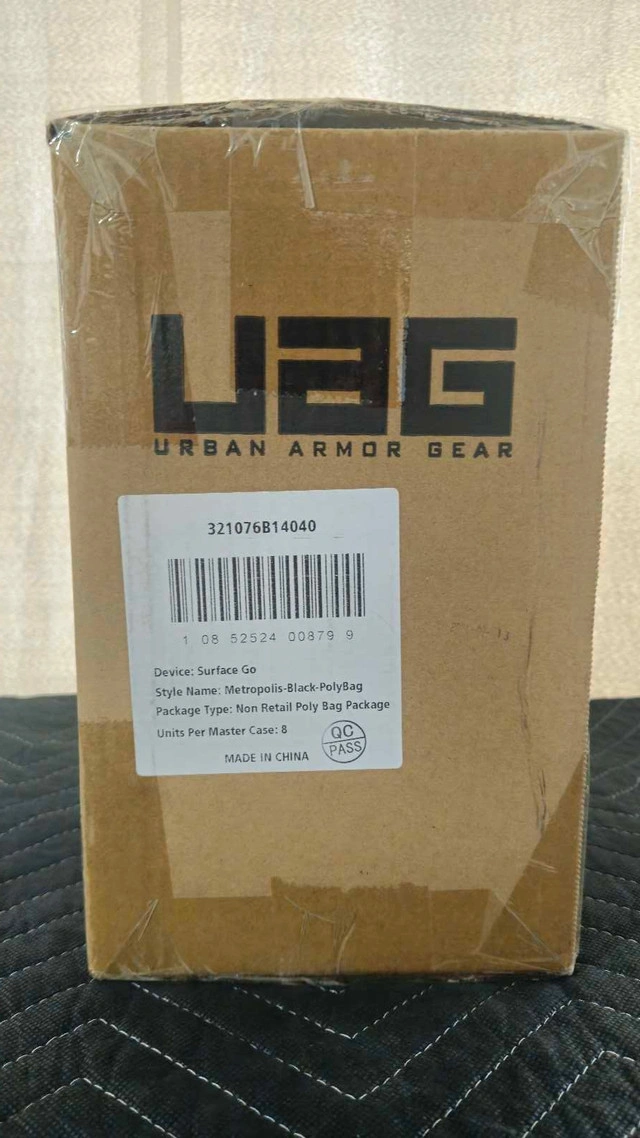 UAG
URBAN ARMOR GEAR
321076B14040
1 08 52524 00879 9
Device: Surface Go
Style Name: Metropolis-Black-PolyBag
Package Type: Non Retail Poly Bag Package
Units Per Master Case: 8
QC
PASS
MADE IN CHINA